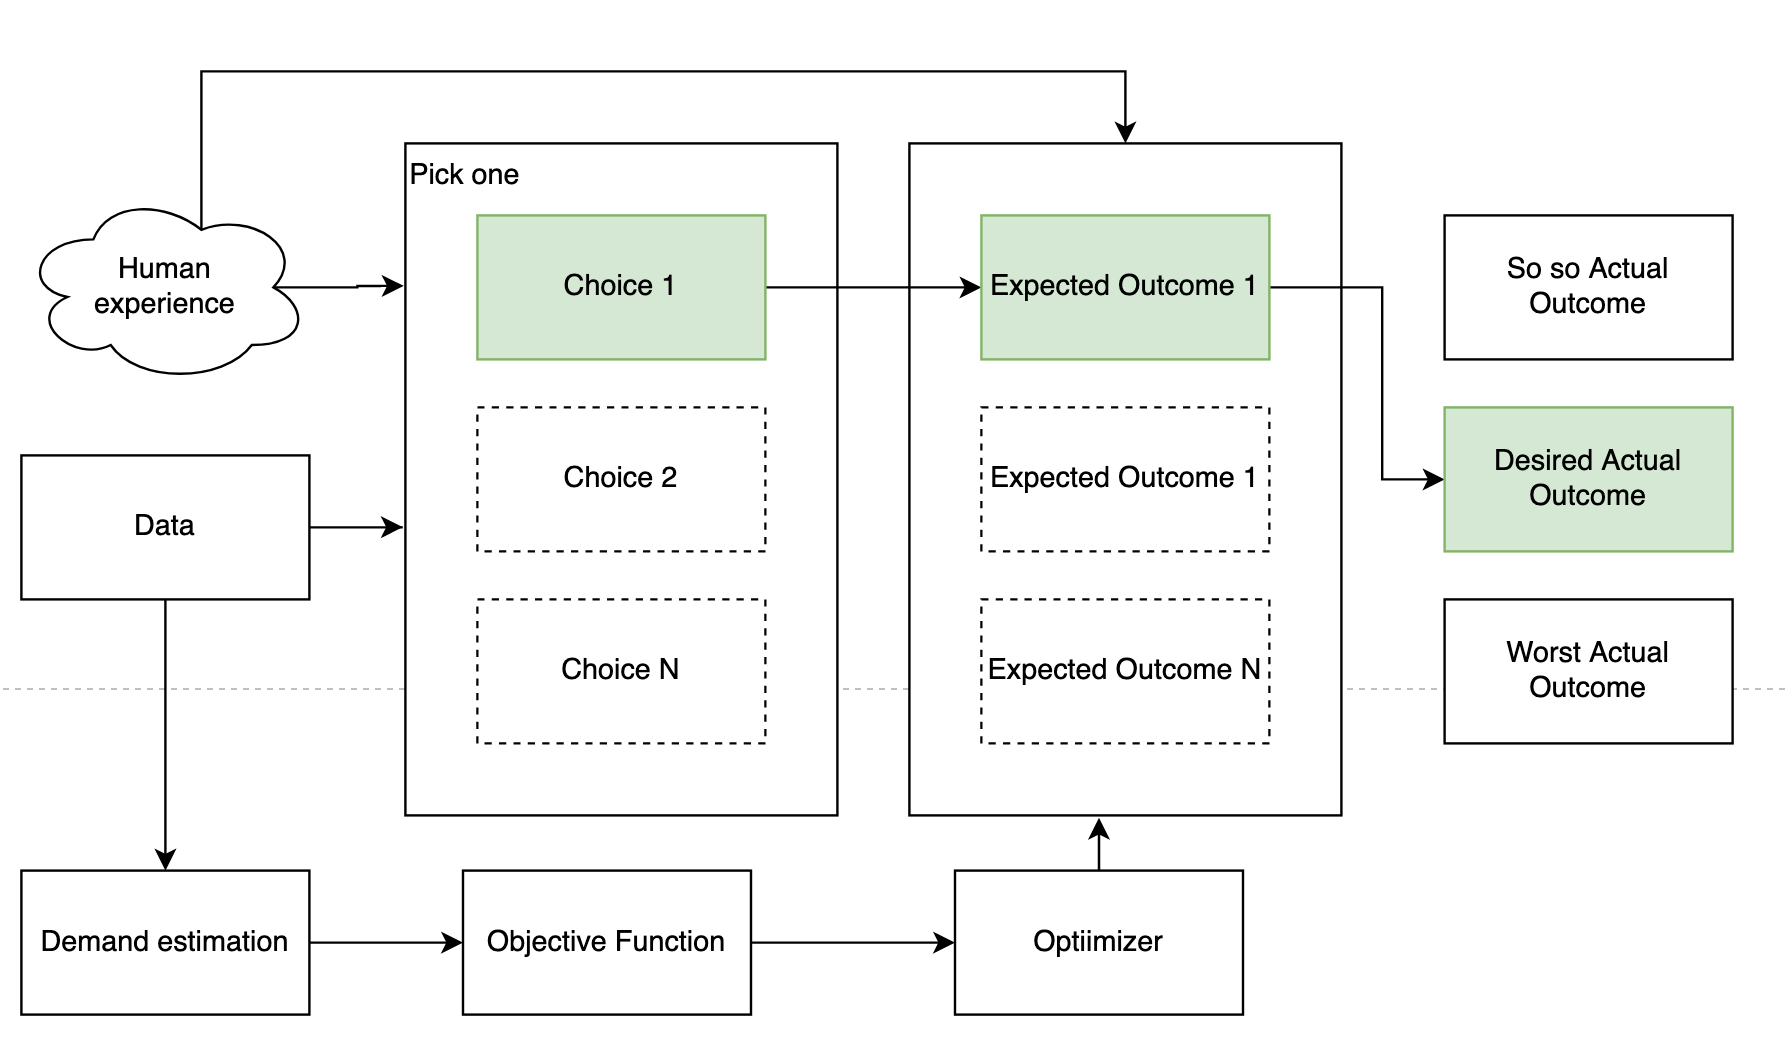 Pick one
Human
experience
Choice 1
Expected Outcome 1
So so Actual
Outcome
Data
Choice 2
Expected Outcome 1
Desired Actual
Outcome
Choice N
Expected Outcome N
Worst Actual
Outcome
Demand estimation
Objective Function
Optiimizer